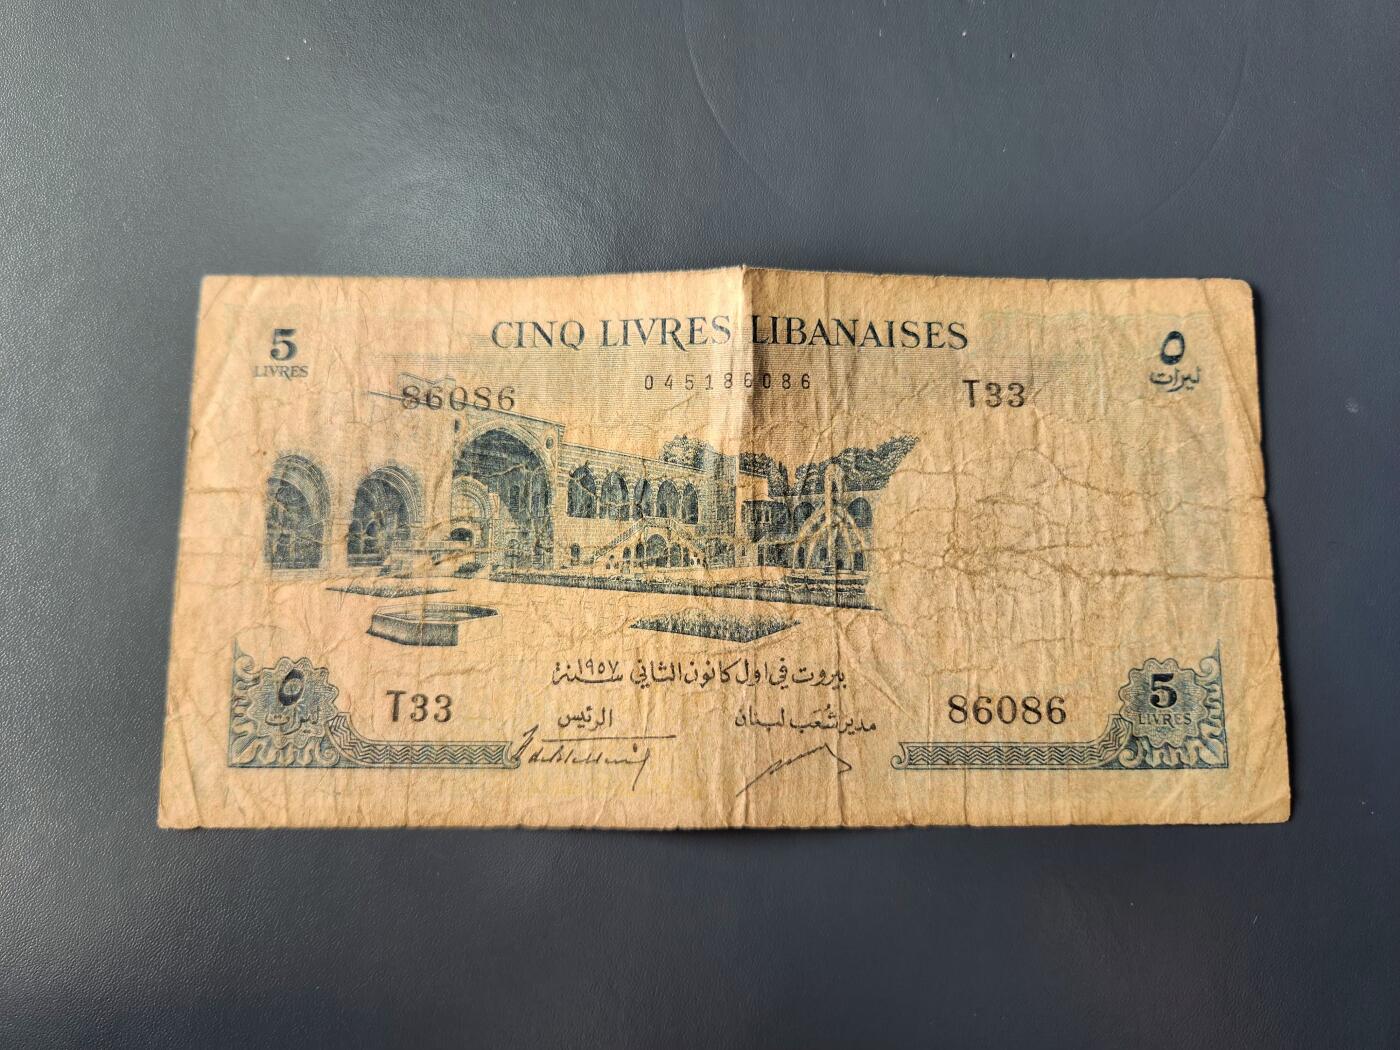 CINQ LIVRES LIBANAISES
5
LIVRES
٥
ليرات
86086
045186086
T33
بيروت في اول كانون الثاني سنة ١٩٥٧
T33
الرئيس
مدير شعب لبنان
86086
٥
ليرات
5
LIVRES